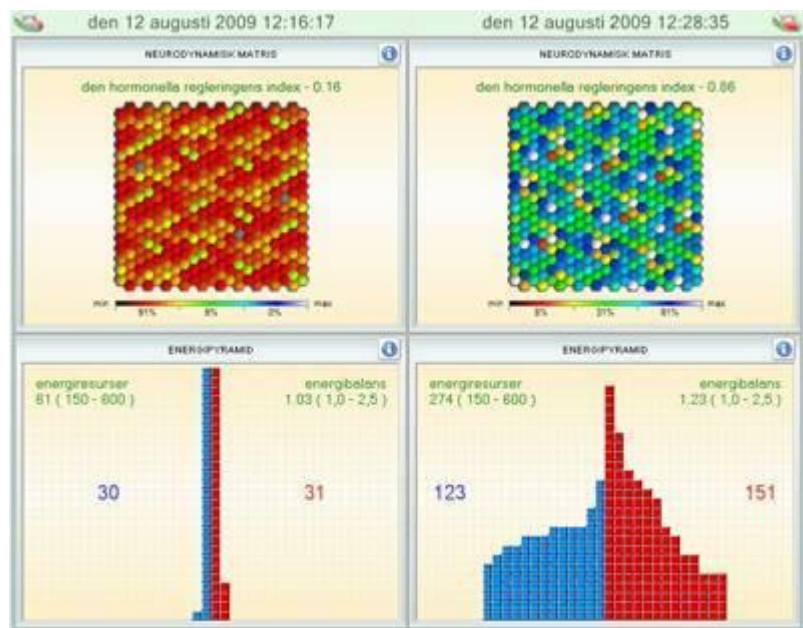 den 12 augusti 2009 12:16:17
den 12 augusti 2009 12:28:35
NEURODYNAMISK MATRIS
den hormonella regleringens index - 0.16
min
91%
8%
2%
max
NEURODYNAMISK MATRIS
den hormonella regleringens index - 0.86
min
31%
max
ENERGIPYRAMID
energiresurser
61 ( 150 - 600 )
energibalans
1.03 ( 1,0 - 2,5 )
30
31
ENERGIPYRAMID
energiresurser
274 ( 150 - 600 )
energibalans
1.23 ( 1,0 - 2,5 )
123
151